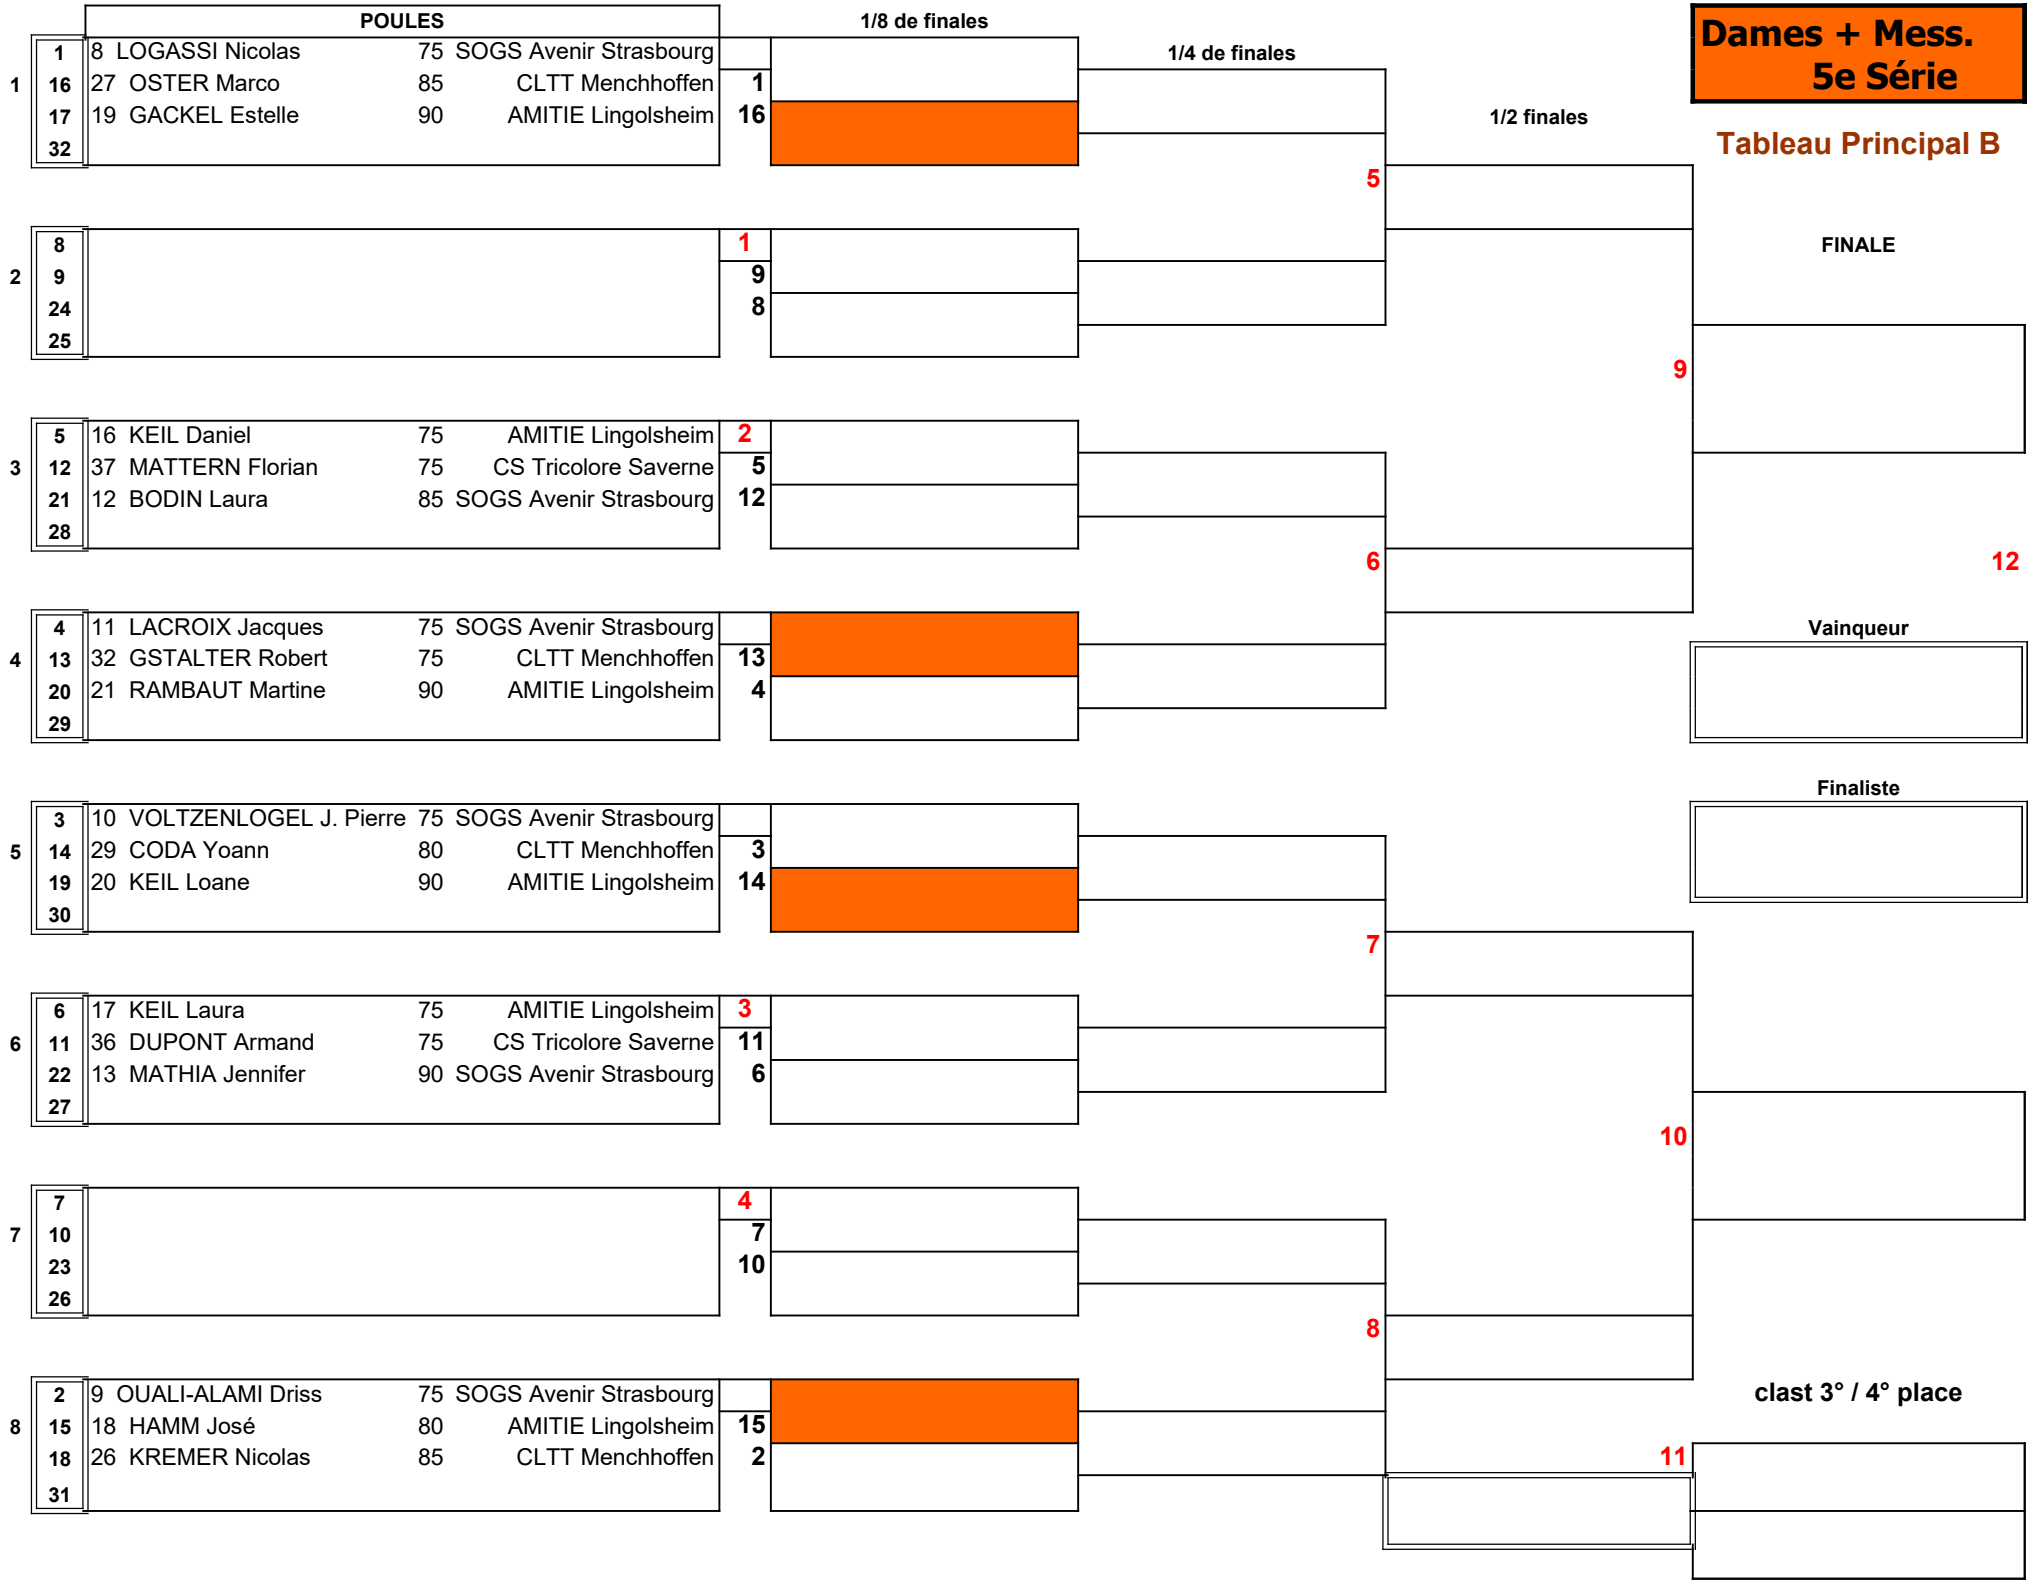 POULES
1/8 de finales
1/4 de finales
1/2 finales
Dames + Mess.
5e Série
Tableau Principal B
1
1 8 LOGASSI Nicolas 75 SOGS Avenir Strasbourg
16 27 OSTER Marco 85 CLTT Menchhoffen 1
17 19 GACKEL Estelle 90 AMITIE Lingolsheim 16
32
5
2
8 1
9 9
24 8
25
FINALE
9
3
5 16 KEIL Daniel 75 AMITIE Lingolsheim 2
12 37 MATTERN Florian 75 CS Tricolore Saverne 5
21 12 BODIN Laura 85 SOGS Avenir Strasbourg 12
28
6
12
4
4 11 LACROIX Jacques 75 SOGS Avenir Strasbourg
13 32 GSTALTER Robert 75 CLTT Menchhoffen 13
20 21 RAMBAUT Martine 90 AMITIE Lingolsheim 4
29
Vainqueur
Finaliste
5
3 10 VOLTZENLOGEL J. Pierre 75 SOGS Avenir Strasbourg
14 29 CODA Yoann 80 CLTT Menchhoffen 3
19 20 KEIL Loane 90 AMITIE Lingolsheim 14
30
7
6
6 17 KEIL Laura 75 AMITIE Lingolsheim 3
11 36 DUPONT Armand 75 CS Tricolore Saverne 11
22 13 MATHIA Jennifer 90 SOGS Avenir Strasbourg 6
27
10
7
7 4
10 7
23 10
26
8
8
2 9 OUALI-ALAMI Driss 75 SOGS Avenir Strasbourg
15 18 HAMM José 80 AMITIE Lingolsheim 15
18 26 KREMER Nicolas 85 CLTT Menchhoffen 2
31
clast 3° / 4° place
11